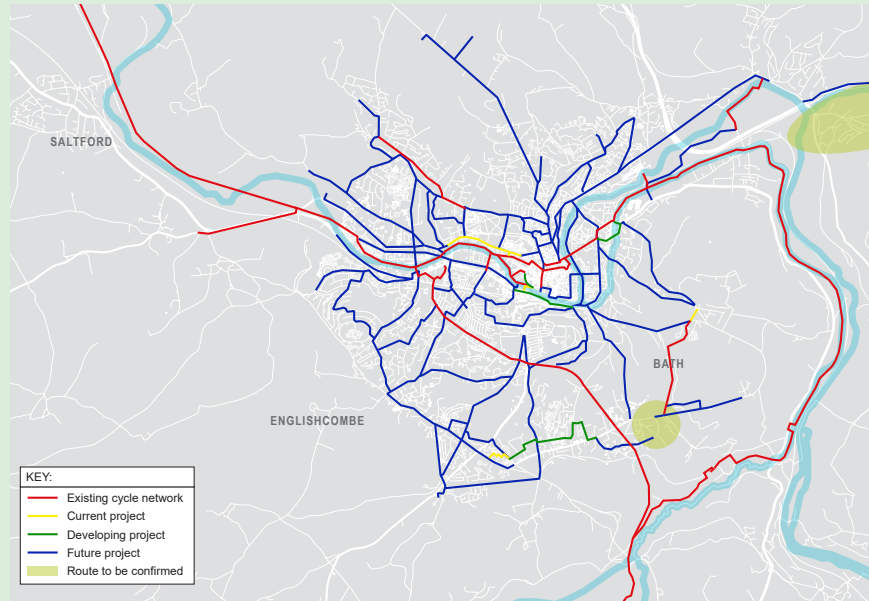 SALTFORD
BATH
ENGLISHCOMBE
KEY:
Existing cycle network
Current project
Developing project
Future project
Route to be confirmed